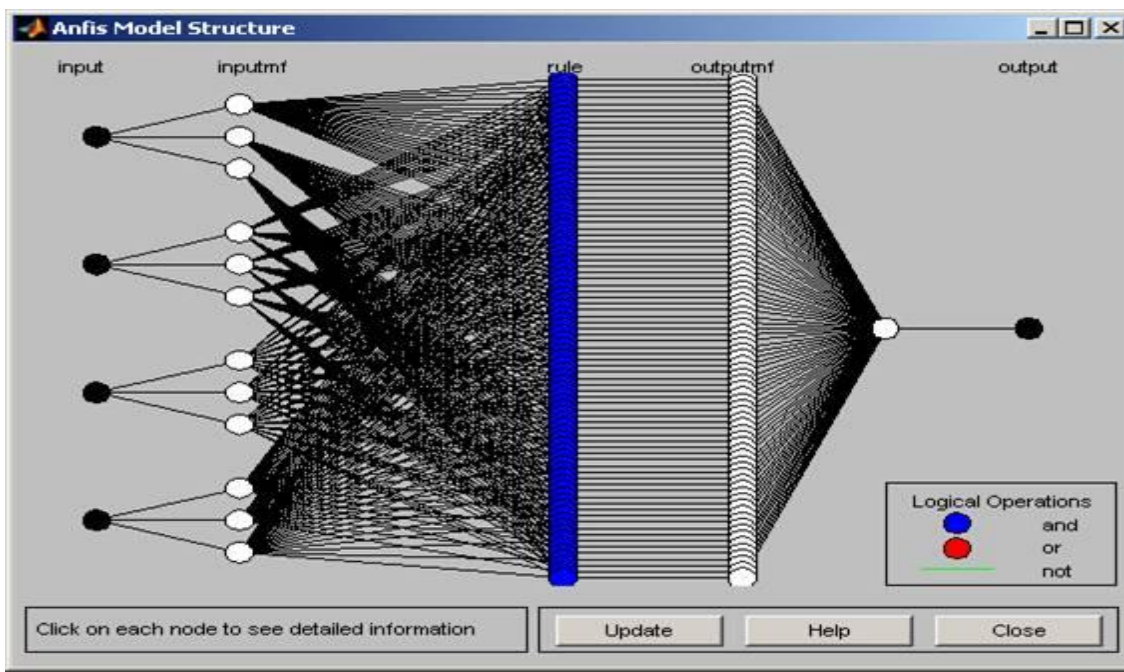 Anfis Model Structure
input inputmf rule outputmf output
Logical Operations
and
or
not
Click on each node to see detailed information
Update Help Close